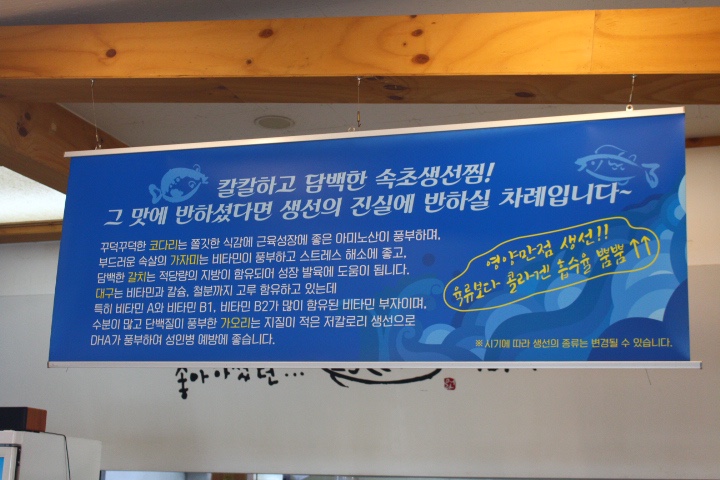 칼칼하고 담백한 속초생선찜!
그 맛에 반하셨다면 생선의 진실에 반하실 차례입니다~
꾸덕꾸덕한 코다리는 쫄깃한 식감에 근육성장에 좋은 아미노산이 풍부하며,
부드러운 속살의 가자미는 비타민이 풍부하고 스트레스 해소에 좋고,
담백한 갈치는 적당량의 지방이 함유되어 성장 발육에 도움이 됩니다.
대구는 비타민과 칼슘, 철분까지 고루 함유하고 있는데
특히 비타민 A와 비타민 B1, 비타민 B2가 많이 함유된 비타민 부자이며,
수분이 많고 단백질이 풍부한 가오리는 지질이 적은 저칼로리 생선으로
DHA가 풍부하여 성인병 예방에 좋습니다.
영양만점 생선!!
육류보다 콜라겐 흡수율 뿜뿜↑↑
※ 시기에 따라 생선의 종류는 변경될 수 있습니다.